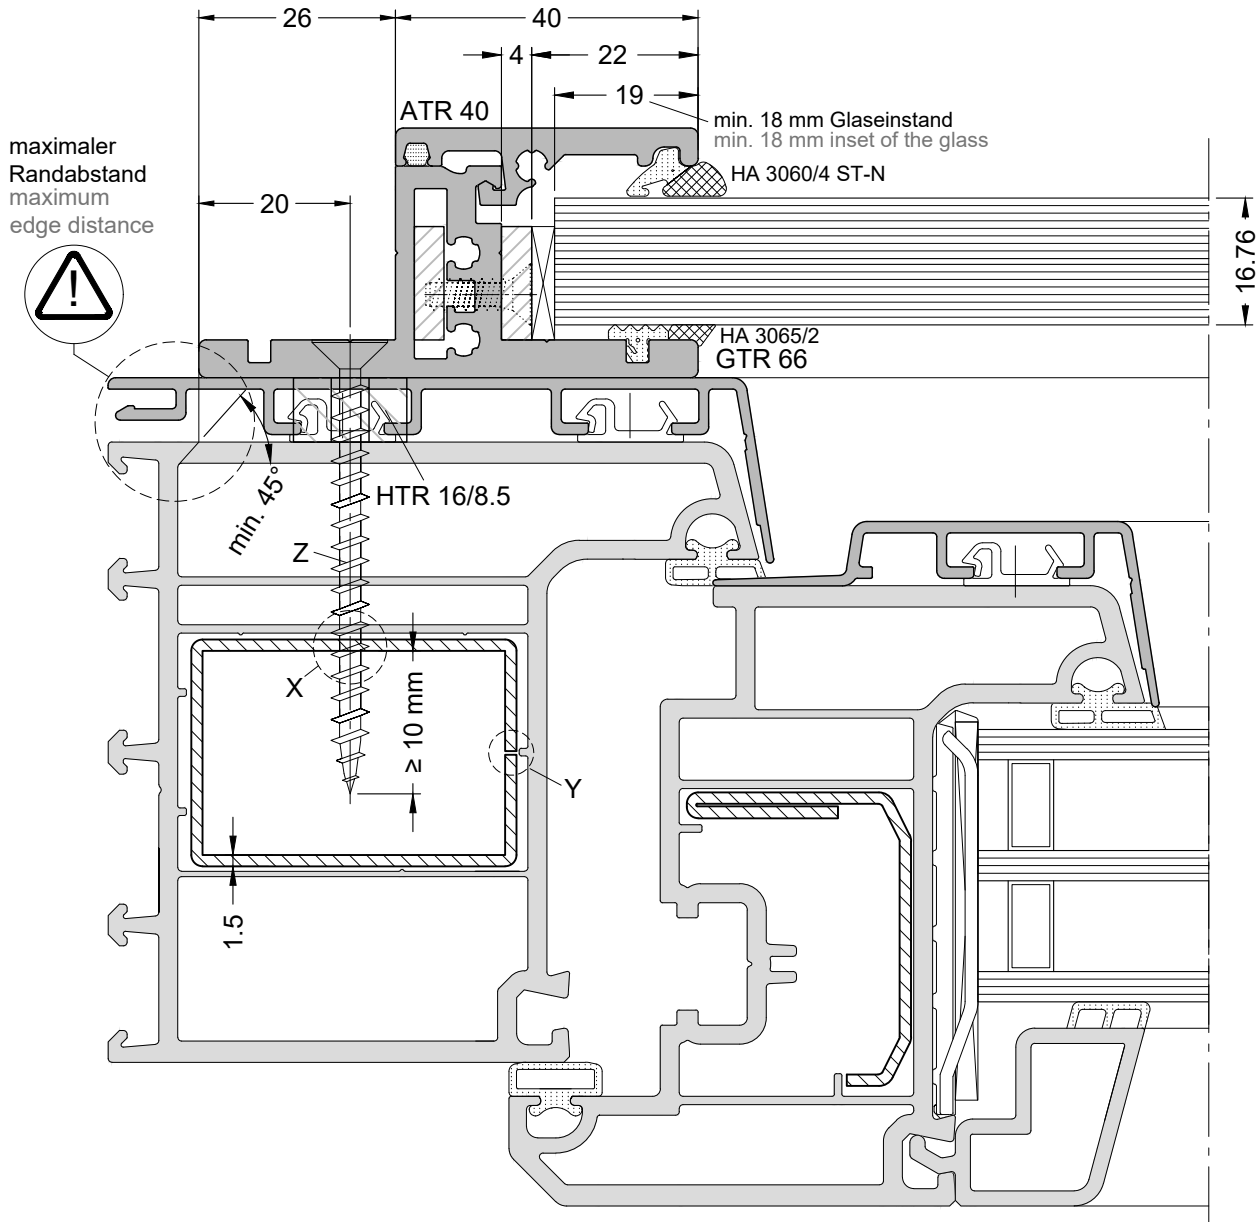 26
40
4
22
19
ATR 40
min. 18 mm Glaseinstand
min. 18 mm inset of the glass
maximaler
Randabstand
maximum
edge distance
HA 3060/4 ST-N
20
!
16.76
HA 3065/2
GTR 66
HTR 16/8.5
min. 45°
Z
X
≥ 10 mm
Y
1.5